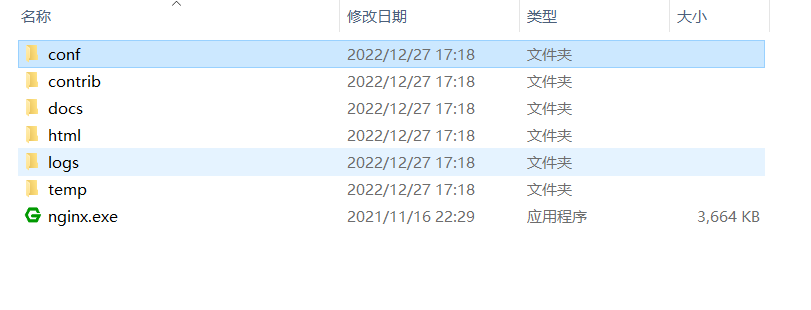 名称 修改日期 类型 大小
conf 2022/12/27 17:18 文件夹
contrib 2022/12/27 17:18 文件夹
docs 2022/12/27 17:18 文件夹
html 2022/12/27 17:18 文件夹
logs 2022/12/27 17:18 文件夹
temp 2022/12/27 17:18 文件夹
nginx.exe 2021/11/16 22:29 应用程序 3,664 KB